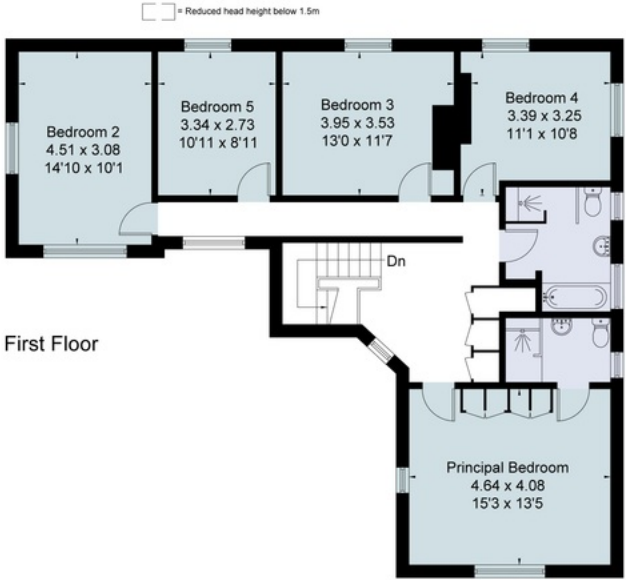 = Reduced head height below 1.5m
Bedroom 2
4.51 x 3.08
14'10 x 10'1
Bedroom 5
3.34 x 2.73
10'11 x 8'11
Bedroom 3
3.95 x 3.53
13'0 x 11'7
Bedroom 4
3.39 x 3.25
11'1 x 10'8
Dn
First Floor
Principal Bedroom
4.64 x 4.08
15'3 x 13'5